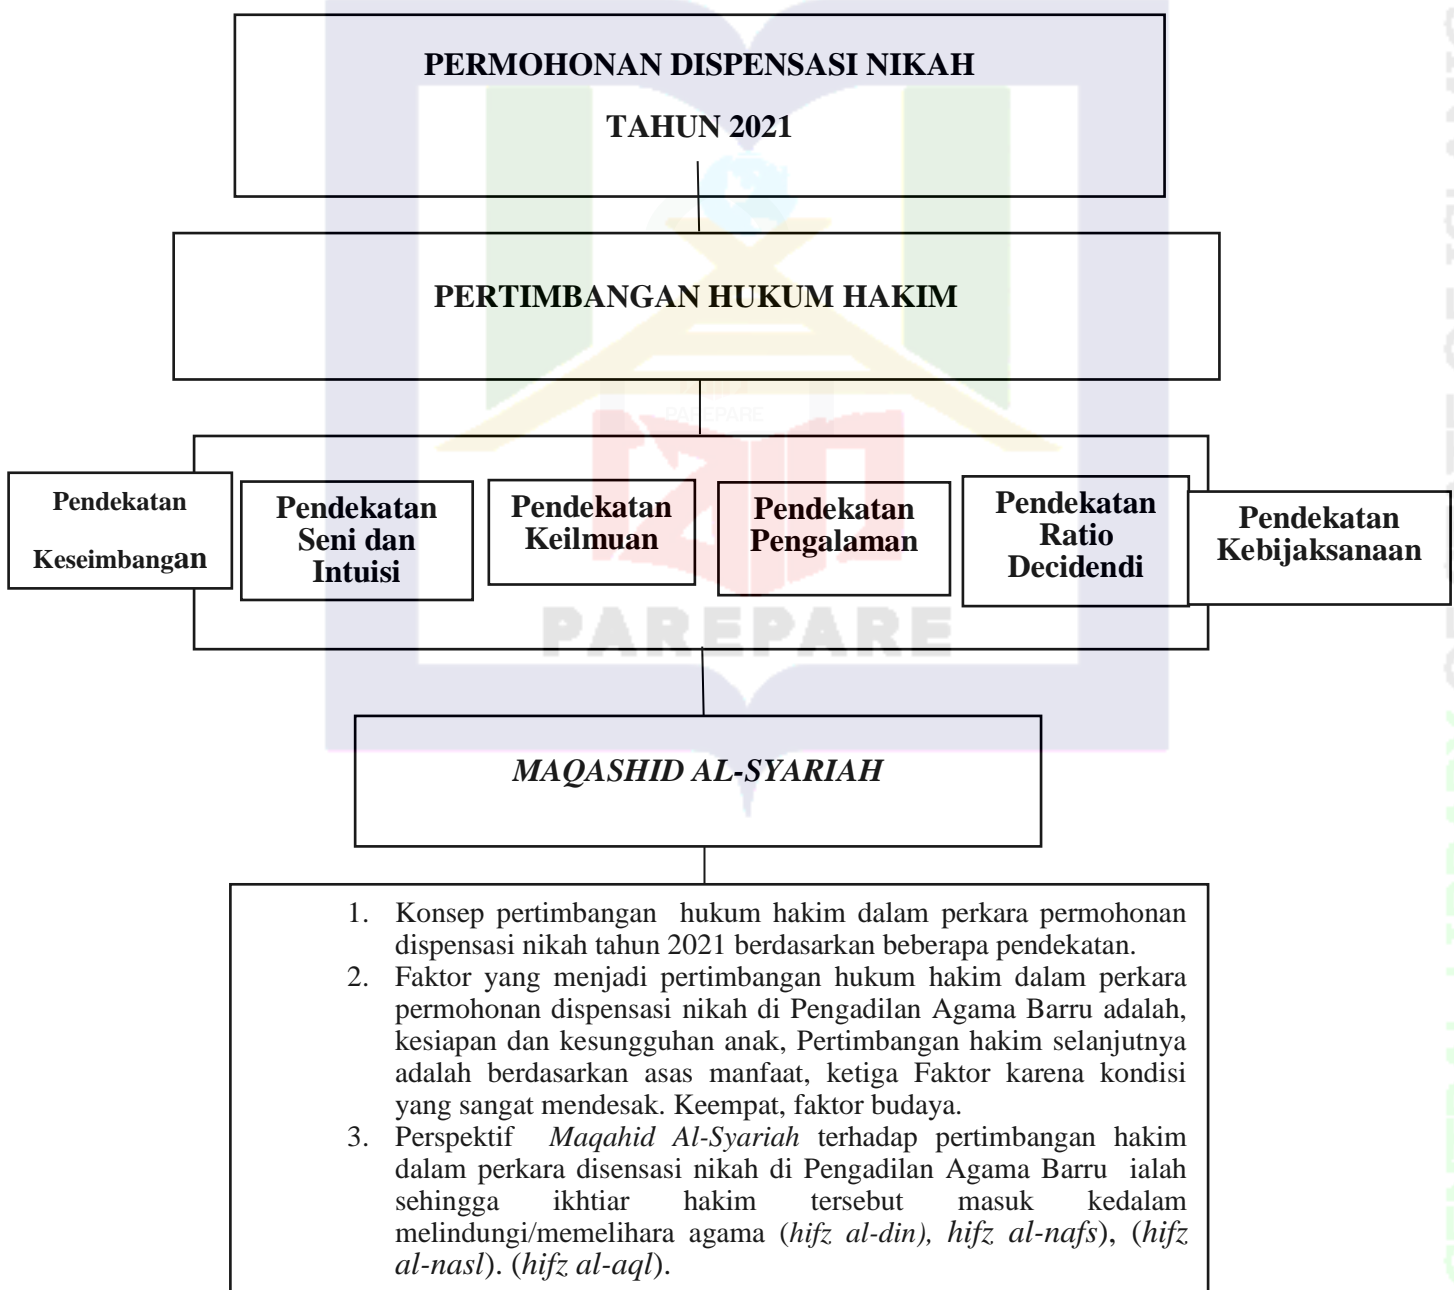 PERMOHONAN DISPENSASI NIKAH
TAHUN 2021
PERTIMBANGAN HUKUM HAKIM
PAREPARE
Pendekatan
Keseimbangan
Pendekatan
Seni dan
Intuisi
Pendekatan
Keilmuan
Pendekatan
Pengalaman
Pendekatan
Ratio
Decidendi
Pendekatan
Kebijaksanaan
PAREPARE
MAQASHID AL-SYARIAH
1. Konsep pertimbangan hukum hakim dalam perkara permohonan
dispensasi nikah tahun 2021 berdasarkan beberapa pendekatan.
2. Faktor yang menjadi pertimbangan hukum hakim dalam perkara
permohonan dispensasi nikah di Pengadilan Agama Barru adalah,
kesiapan dan kesungguhan anak, Pertimbangan hakim selanjutnya
adalah berdasarkan asas manfaat, ketiga Faktor karena kondisi
yang sangat mendesak. Keempat, faktor budaya.
3. Perspektif Maqahid Al-Syariah terhadap pertimbangan hakim
dalam perkara disensasi nikah di Pengadilan Agama Barru ialah
sehingga ikhtiar hakim tersebut masuk kedalam
melindungi/memelihara agama (hifz al-din), hifz al-nafs), (hifz
al-nasl). (hifz al-aql).